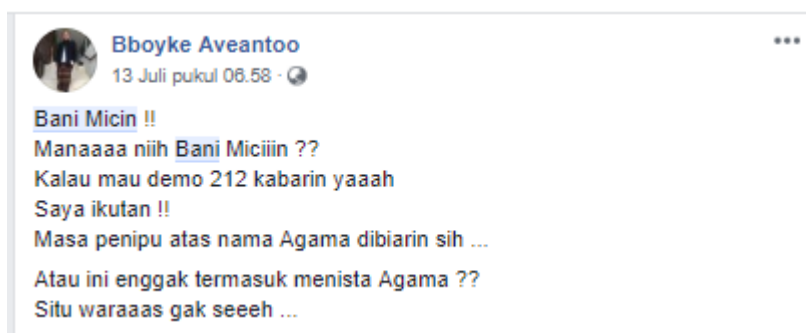 Bboyke Aveantoo
13 Juli pukul 06.58 ·
Bani Micin !!
Manaaaa niih Bani Miciiin ??
Kalau mau demo 212 kabarin yaaah
Saya ikutan !!
Masa penipu atas nama Agama dibiarin sih ...
Atau ini enggak termasuk menista Agama ??
Situ waraaas gak seeeh ...